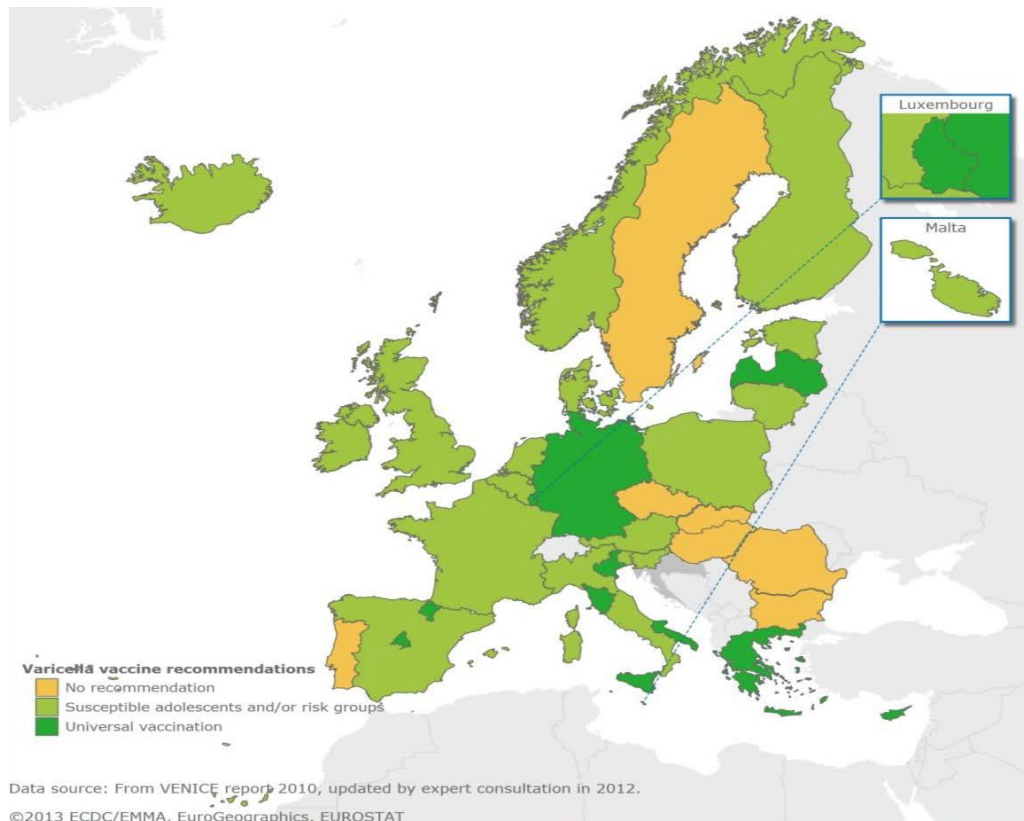 Luxembourg
Malta
Varicella vaccine recommendations
No recommendation
Susceptible adolescents and/or risk groups
Universal vaccination
Data source: From VENICE report 2010, updated by expert consultation in 2012.
©2013 ECDC/EMMA, EuroGeographics, EUROSTAT